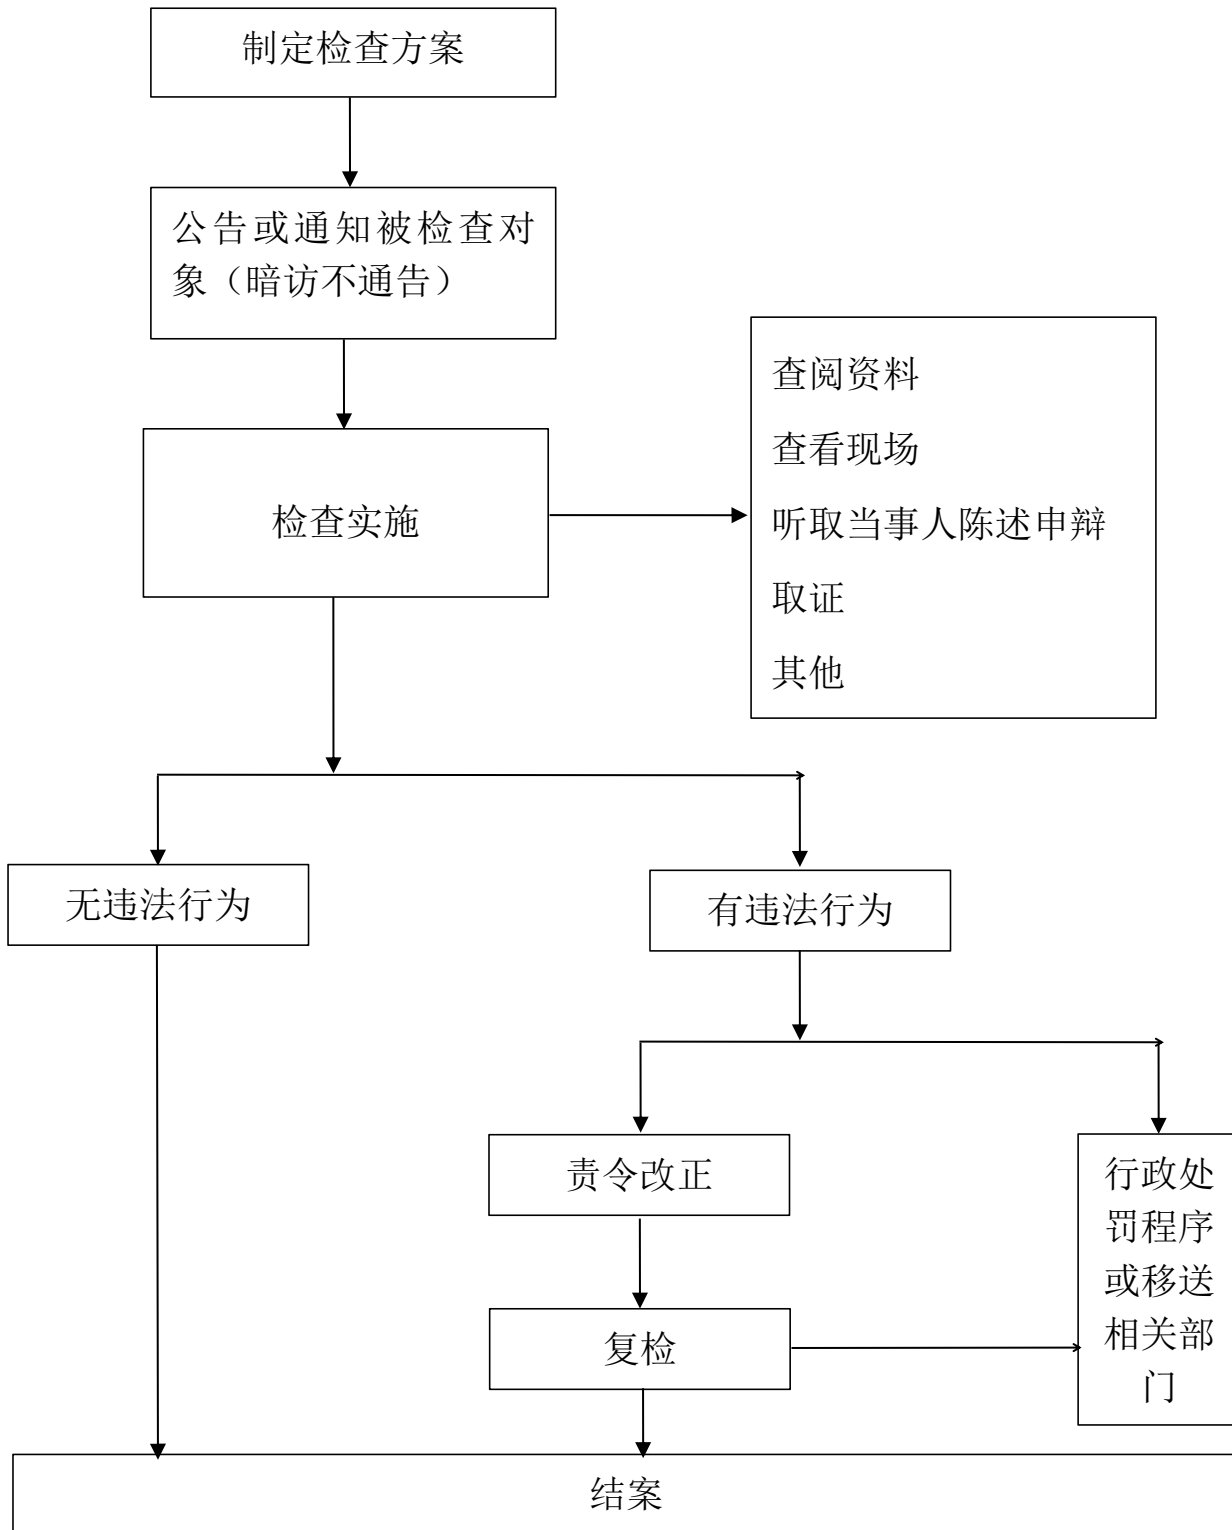 制定检查方案
公告或通知被检查对
象（暗访不通告）
查阅资料
查看现场
听取当事人陈述申辩
取证
其他
检查实施
无违法行为
有违法行为
责令改正
行政处
罚程序
或移送
相关部
门
复检
结案